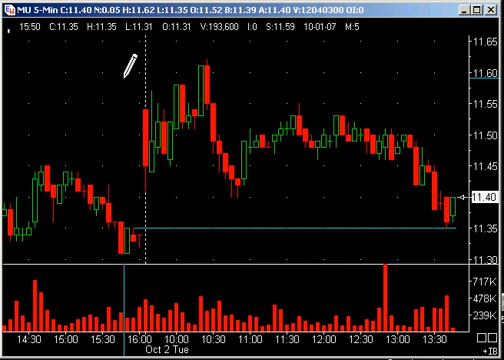 MU 5-Min C:11.40 N:0.05 H:11.62 L:11.35 O:11.52 B:11.39 A:11.40 V:12040300 OI:0
15:50 C:11.35 H:11.35 L:11.31 O:11.31 V:193,600 I:0 S:11.59 10-01-07 M:5
11.65
11.60
11.55
11.50
11.45
11.40
11.35
11.30
717K
478K
239K
14:30 15:00 15:30 16:00 10:00 10:30 11:00 11:30 12:00 12:30 13:00 13:30
Oct 2 Tue
+IB